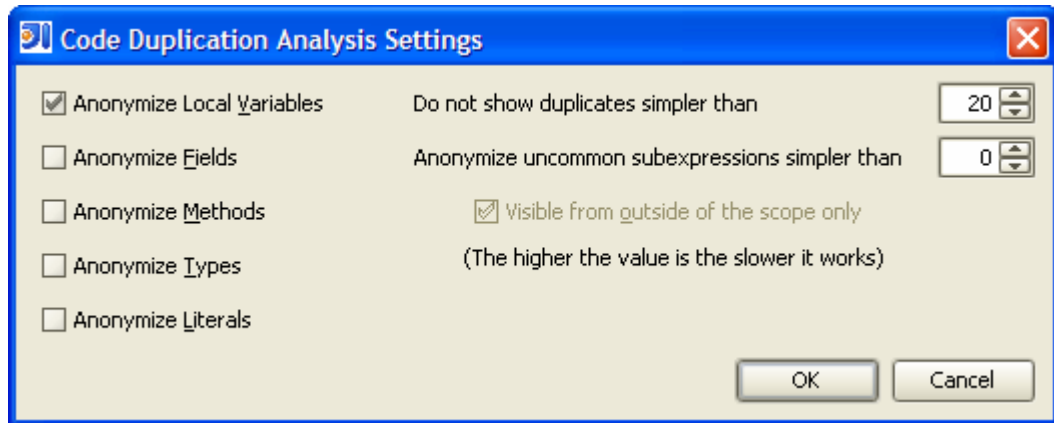 Code Duplication Analysis Settings
Anonymize Local Variables
Do not show duplicates simpler than
20
Anonymize Fields
Anonymize uncommon subexpressions simpler than
0
Anonymize Methods
Visible from outside of the scope only
Anonymize Types
(The higher the value is the slower it works)
Anonymize Literals
OK
Cancel